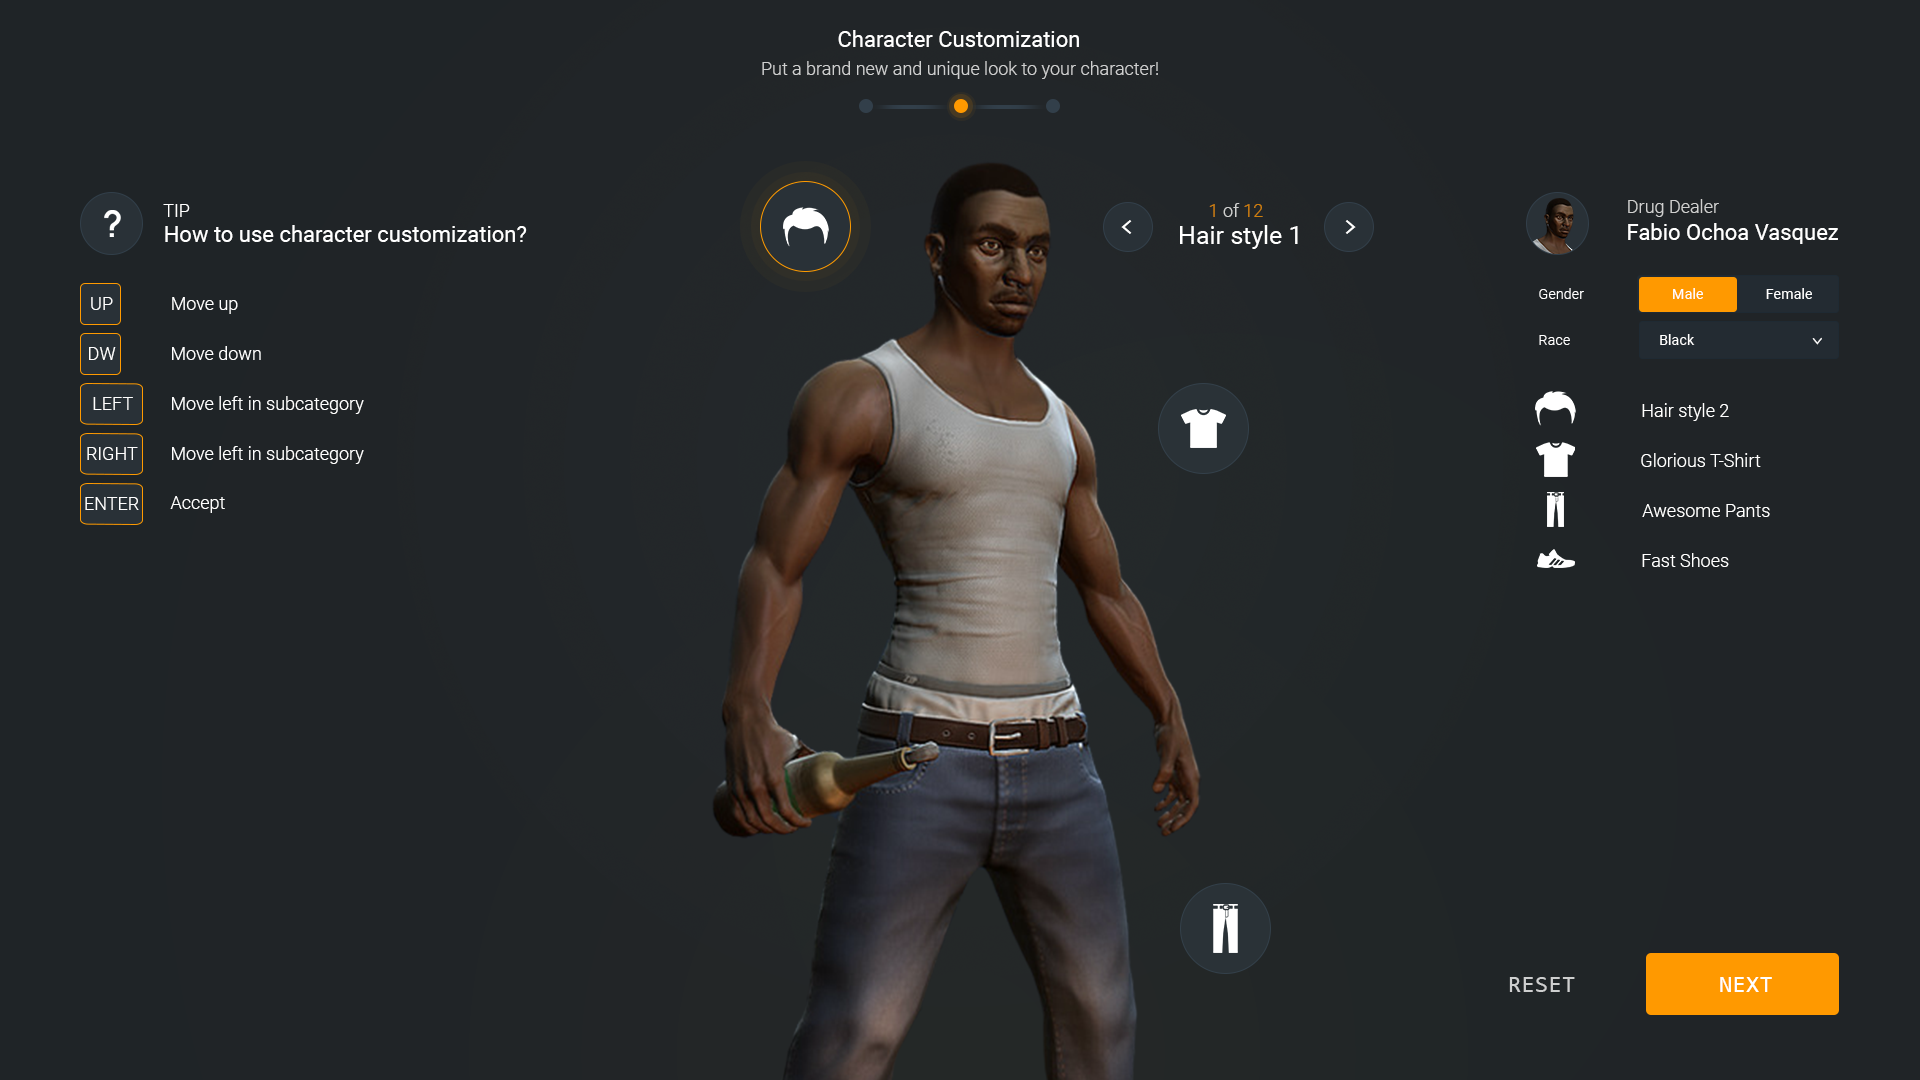 Character Customization
Put a brand new and unique look to your character!
?
TIP
How to use character customization?
UP Move up
DW Move down
LEFT Move left in subcategory
RIGHT Move left in subcategory
ENTER Accept
1 of 12
Hair style 1
Drug Dealer
Fabio Ochoa Vasquez
Gender Male Female
Race Black
Hair style 2
Glorious T-Shirt
Awesome Pants
Fast Shoes
RESET NEXT